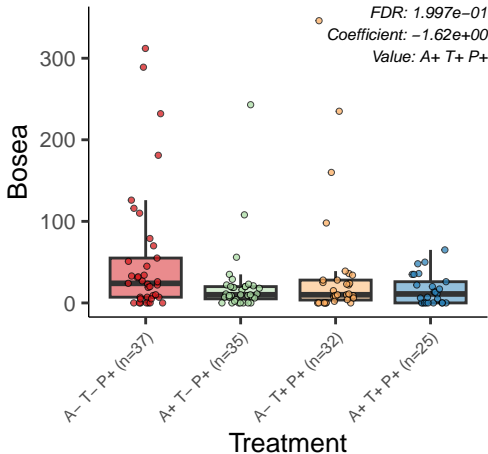 FDR: 1.997e−01
Coefficient: −1.62e+00
Value: A+ T+ P+
300
200
100
0
Bosea
A− T− P+ (n=37)
A+ T− P+ (n=35)
A− T+ P+ (n=32)
A+ T+ P+ (n=25)
Treatment